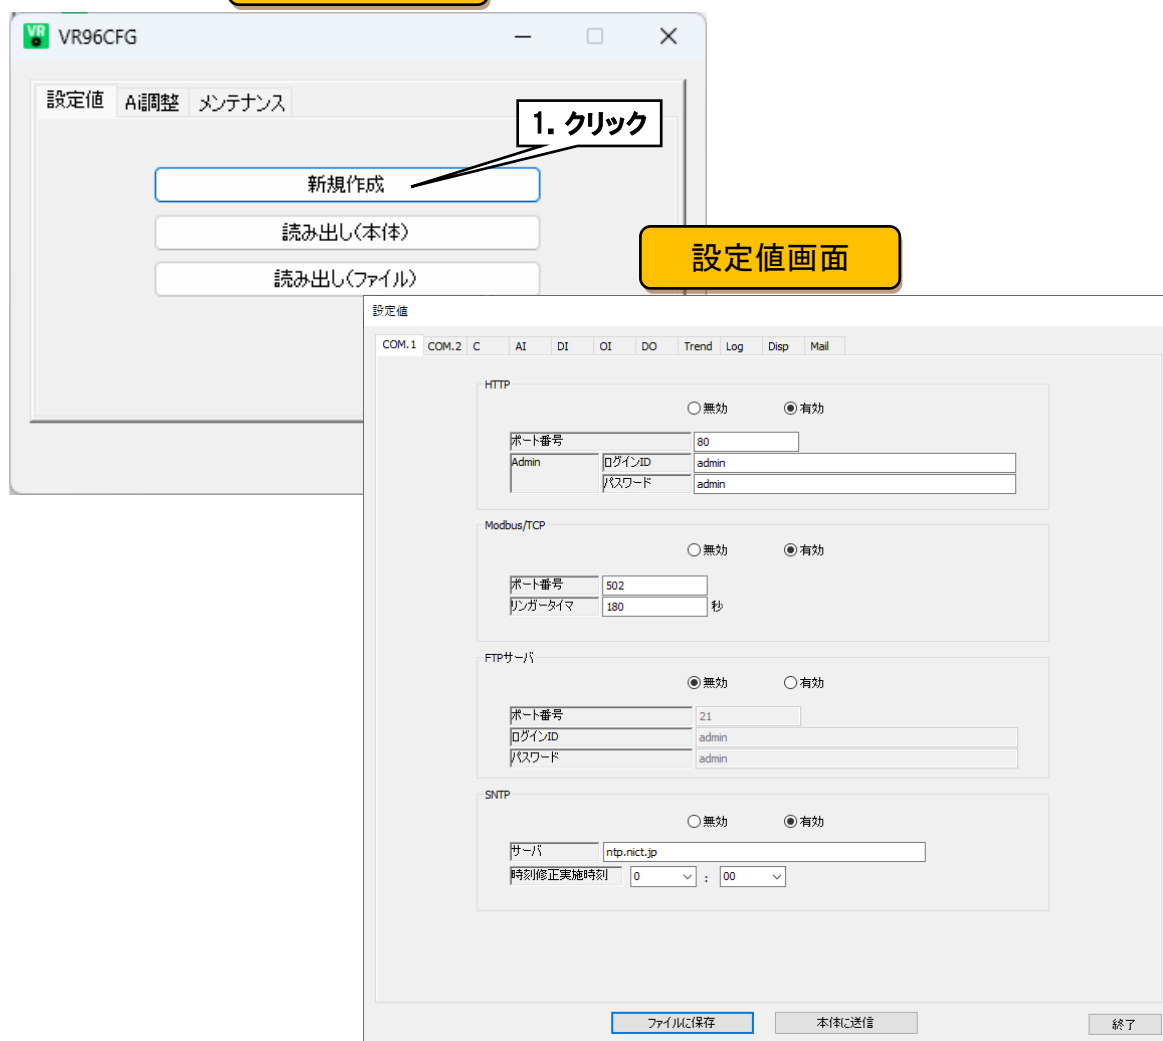 VR96CFG
設定値 Ai調整 メンテナンス
1. クリック
新規作成
読み出し(本体)
読み出し(ファイル)
設定値画面
設定値
COM.1 COM.2 C AI DI OI DO Trend Log Disp Mail
HTTP
無効 有効
ポート番号 80
Admin ログインID admin
パスワード admin
Modbus/TCP
無効 有効
ポート番号 502
リンガータイマ 180 秒
FTPサーバ
無効 有効
ポート番号 21
ログインID admin
パスワード admin
SNTP
無効 有効
サーバ ntp.nict.jp
時刻修正実施時刻 0 : 00
ファイルに保存 本体に送信 終了